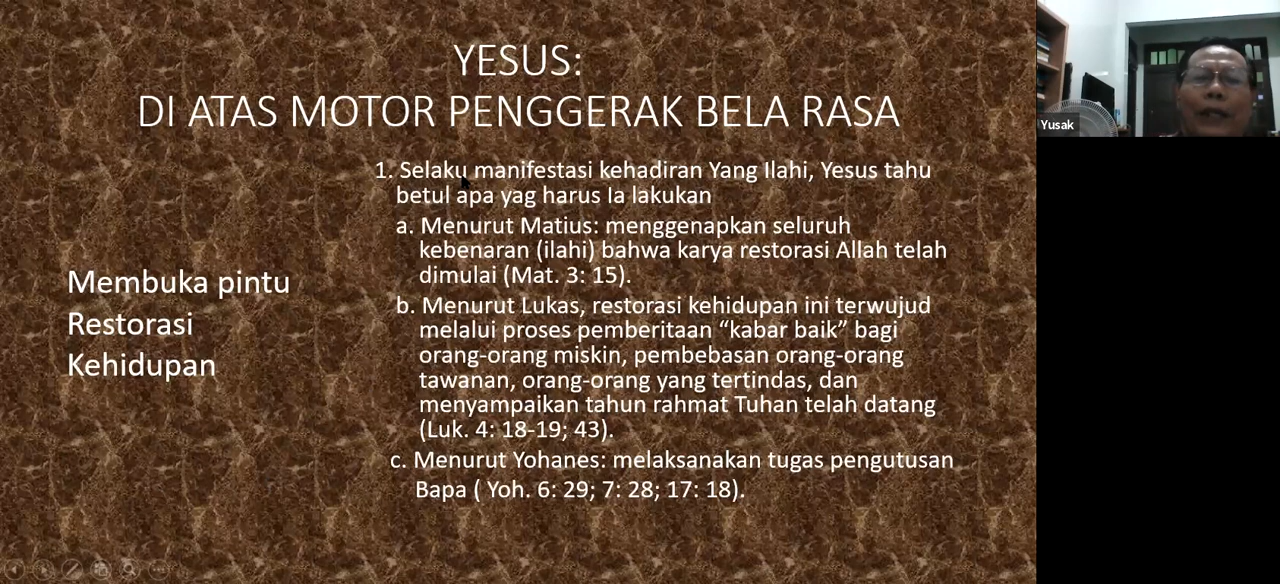 YESUS:
DI ATAS MOTOR PENGGERAK BELA RASA
Membuka pintu
Restorasi
Kehidupan
1. Selaku manifestasi kehadiran Yang Ilahi, Yesus tahu
betul apa yag harus Ia lakukan
a. Menurut Matius: menggenapkan seluruh
kebenaran (ilahi) bahwa karya restorasi Allah telah
dimulai (Mat. 3: 15).
b. Menurut Lukas, restorasi kehidupan ini terwujud
melalui proses pemberitaan “kabar baik” bagi
orang-orang miskin, pembebasan orang-orang
tawanan, orang-orang yang tertindas, dan
menyampaikan tahun rahmat Tuhan telah datang
(Luk. 4: 18-19; 43).
c. Menurut Yohanes: melaksanakan tugas pengutusan
Bapa ( Yoh. 6: 29; 7: 28; 17: 18).
Yusak